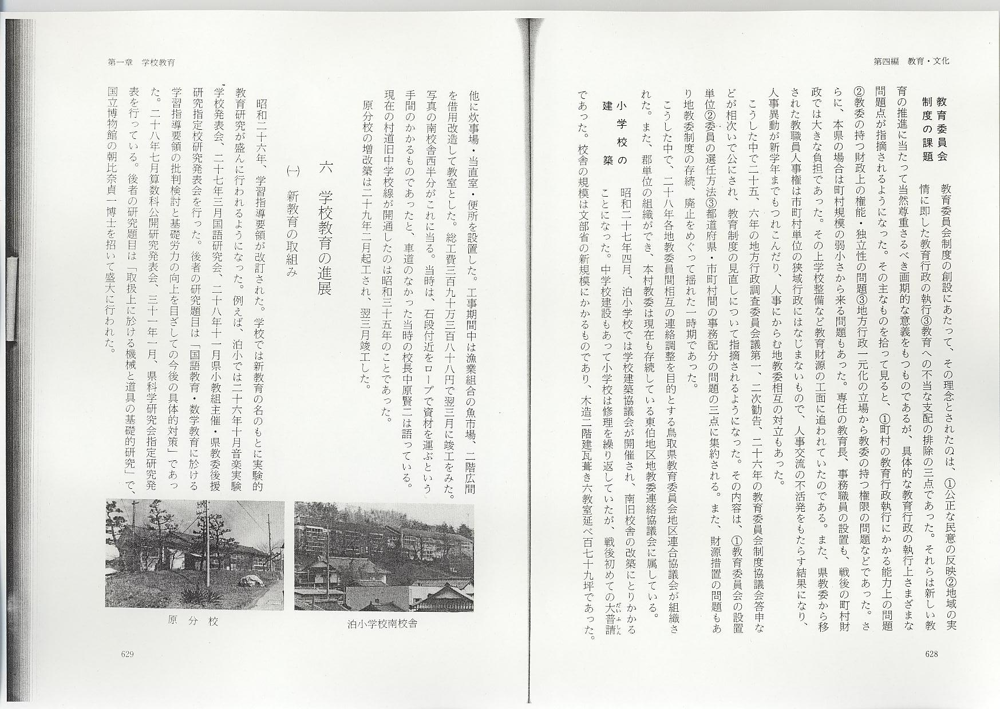 第四編　教育・文化
教育委員会
制度の課題
教育委員会制度の創設にあたって、その理念とされたのは、①公正な民意の反映②地域の実
情に即した教育行政の執行③教育への不当な支配の排除の三点であった。それらは新しい教
育の推進に当たって当然尊重さるべき画期的な意義をもつものであるが、具体的な教育行政の執行上さまざまな
問題点が指摘されるようになった。その主なものを拾って見ると、①町村の教育行政執行にかかる能力上の問題
②教委の持つ財政上の権能・独立性の問題③地方行政一元化の立場から教委の持つ権限の問題などであった。さ
らに、本県の場合は町村規模の弱小さから来る問題もあった。専任の教育長、事務職員の設置も、戦後の町村財
政では大きな負担であった。その上学校整備など教育財源の工面に追われていたのである。また、県教委から移
された教職員人事権は市町村単位の狭域行政にはなじまないもので、人事交流の不活発をもたらす結果になり、
人事異動が新学年までもつれこんだり、人事にからむ地教委相互の対立もあった。
こうした中で二十五、六年の地方行政調査委員会議第一、二次勧告、二十六年の教育委員会制度協議会答申な
どが相次いで公にされ、教育制度の見直しについて指摘されるようになった。その内容は、①教育委員会の設置
単位②委員の選任方法③都道府県・市町村間の事務配分の問題の三点に集約される。また、財源措置の問題もあ
り地教委制度の存続、廃止をめぐって揺れた一時期であった。
こうした中で、二十八年各地教委員間相互の連絡調整を目的とする鳥取県教育委員会地区連合協議会が組織さ
れた。また、郡単位の組織ができ、本村教委は現在も存続している東伯地区地教委連絡協議会に属している。
小学校の
建築
昭和二十七年四月、泊小学校では学校建築協議会が開催され、南旧校舎の改築にとりかかる
ことになった。中学校建設もあって小学校は修理を繰り返していたが、戦後初めての大普請
だいふしん
であった。校舎の規模は文部省の新規模にかかるものであり、木造二階建瓦葺き六教室延べ百七十九坪であった。
628
第一章　学校教育
他に炊事場・当直室・便所を設置した。工事期間中は漁業組合の魚市場、二階広間
を借用改造して教室とした。総工費三百九十万三百八十八円で翌三月に竣工をみた。
写真の南校舎西半分がこれに当る。当時は、石段付近をロープで資材を運ぶという
手間のかかるものであったと、車道のなかった当時の校長中原賢二は語っている。
現在の村道旧中学校線が開通したのは昭和三十五年のことであった。
原分校の増改築は二十九年二月起工され、翌三月竣工した。
六　学校教育の進展
㈠　新教育の取組み
昭和二十六年、学習指導要領が改訂された。学校では新教育の名のもとに実験的
教育研究が盛んに行われるようになった。例えば、泊小では二十六年十月音楽実験
学校発表会、二十七年三月国語研究会、二十八年十一月県小教組主催・県教委後援
研究指定校研究発表会を行った。後者の研究題目は「国語教育・数学教育に於ける
学習指導要領の批判検討と基礎労力の向上を目ざしての今後の具体的対策」であっ
た。二十八年七月算数科公開研究発表会、三十一年一月、県科学研究会指定研究発
表を行っている。後者の研究題目は「取扱上に於ける機械と道具の基礎的研究」で、
国立博物館の朝比奈貞一博士を招いて盛大に行われた。
泊小学校南校舎
原分校
629